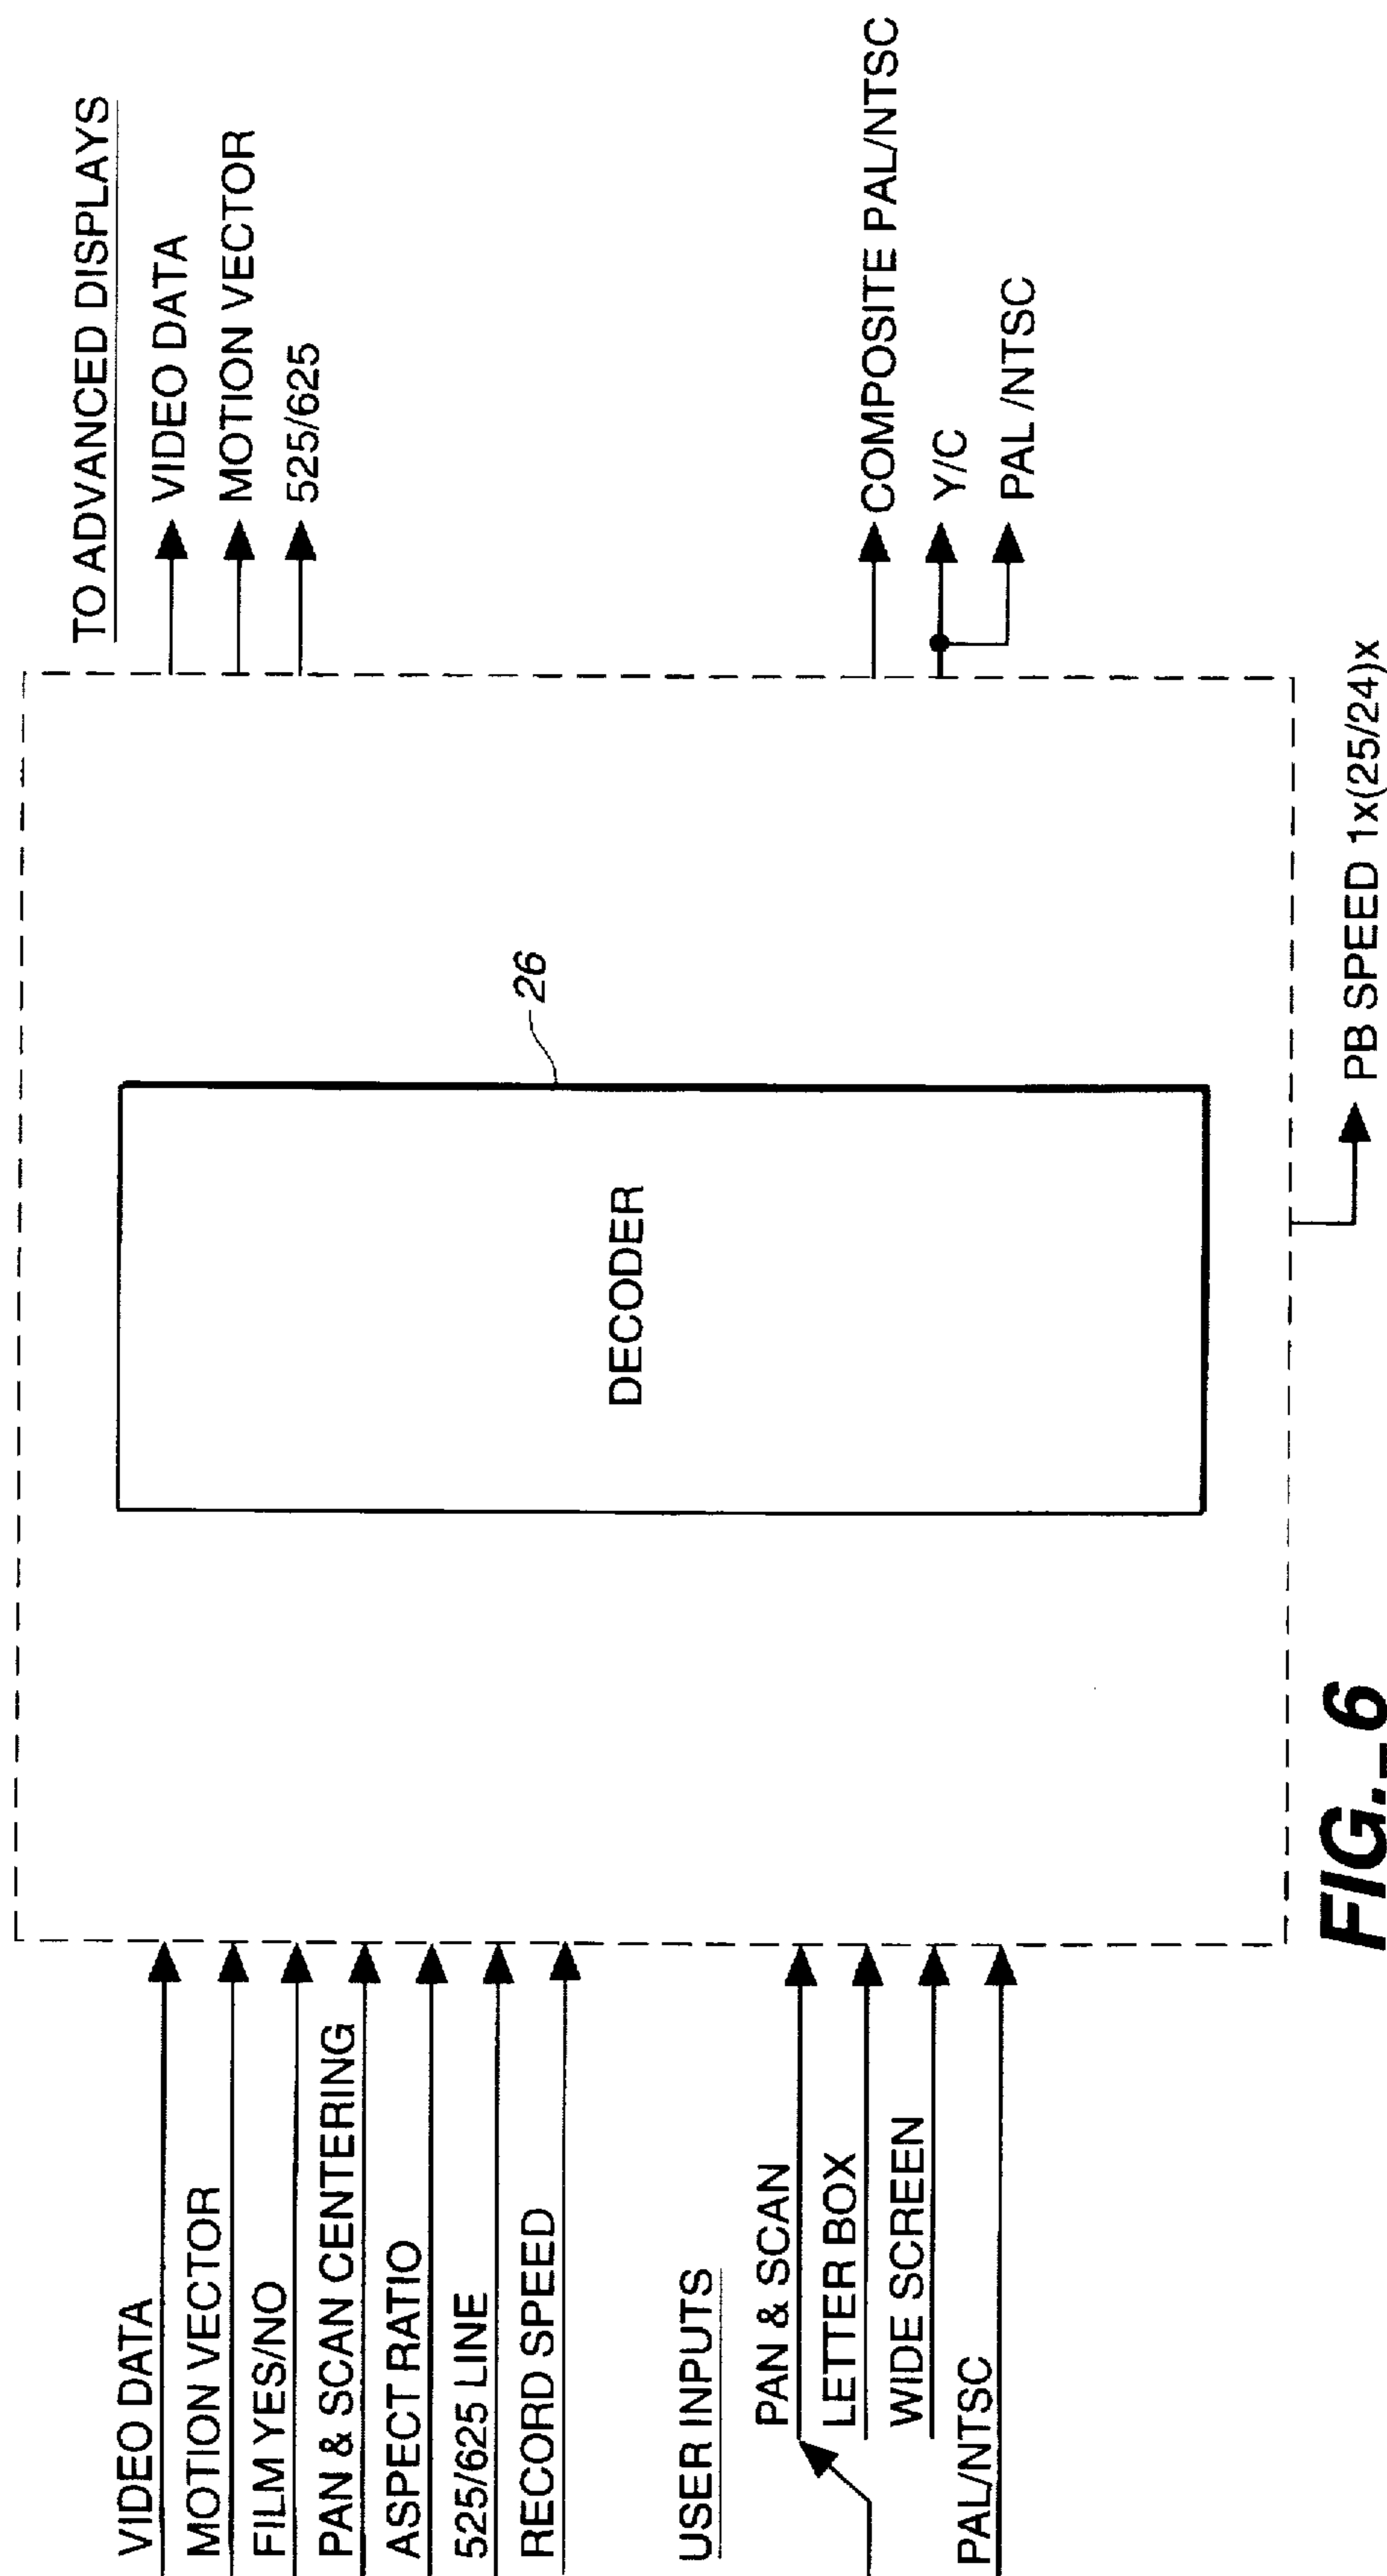 VIDEO DATA
MOTION VECTOR
FILM YES/NO
PAN & SCAN CENTERING
ASPECT RATIO
525/625 LINE
RECORD SPEED
USER INPUTS
PAN & SCAN
LETTER BOX
WIDE SCREEN
PAL/NTSC
DECODER
26
TO ADVANCED DISPLAYS
VIDEO DATA
MOTION VECTOR
525/625
COMPOSITE PAL/NTSC
Y/C
PAL /NTSC
PB SPEED 1x(25/24)x
FIG._6